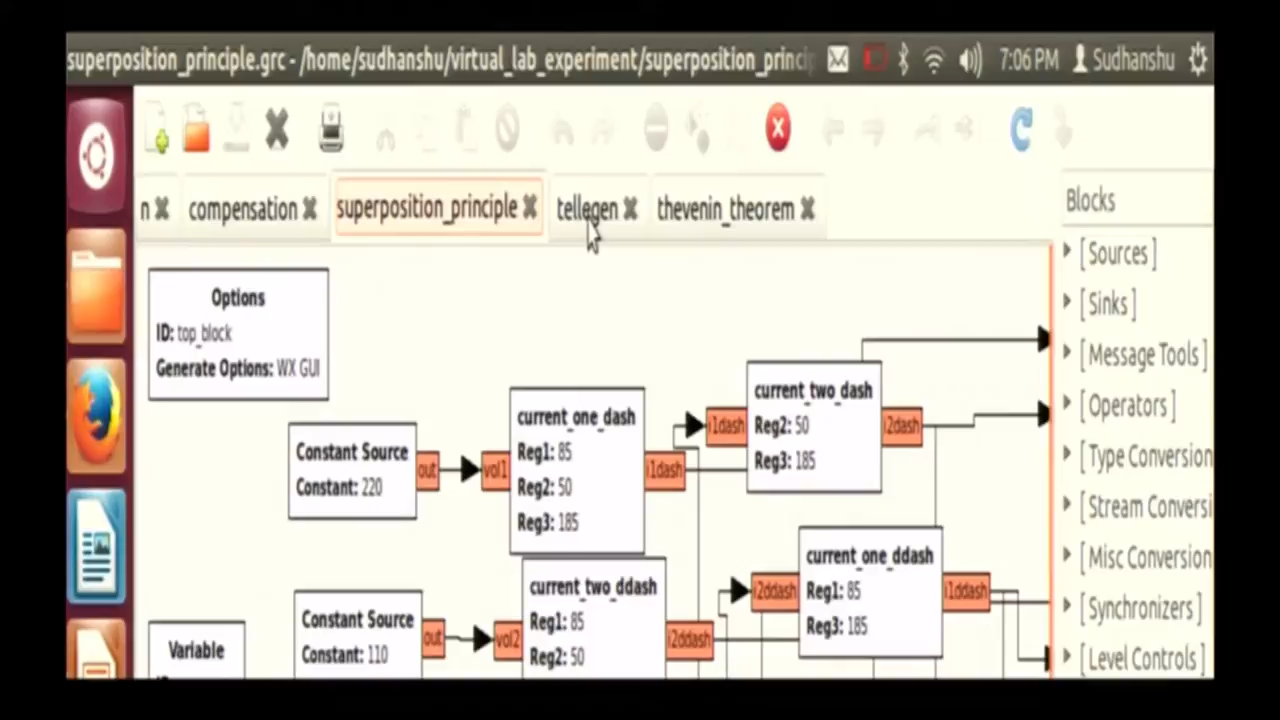 superposition_principle.grc - /home/sudhanshu/virtual_lab_experiment/superposition_princip
7:06 PM
Sudhanshu
n
compensation
superposition_principle
tellegen
thevenin_theorem
Blocks
[ Sources ]
[ Sinks ]
[ Message Tools ]
[ Operators ]
[ Type Conversion
[ Stream Conversi
[ Misc Conversion
[ Synchronizers ]
[ Level Controls ]
Options
ID: top_block
Generate Options: WX GUI
Constant Source
Constant: 220
out
vol1
current_one_dash
Reg1: 85
Reg2: 50
Reg3: 185
i1dash
i1dash
current_two_dash
Reg2: 50
Reg3: 185
i2dash
Variable
Constant Source
Constant: 110
out
vol2
current_two_ddash
Reg1: 85
Reg2: 50
i2ddash
i2ddash
current_one_ddash
Reg1: 85
Reg3: 185
i1ddash